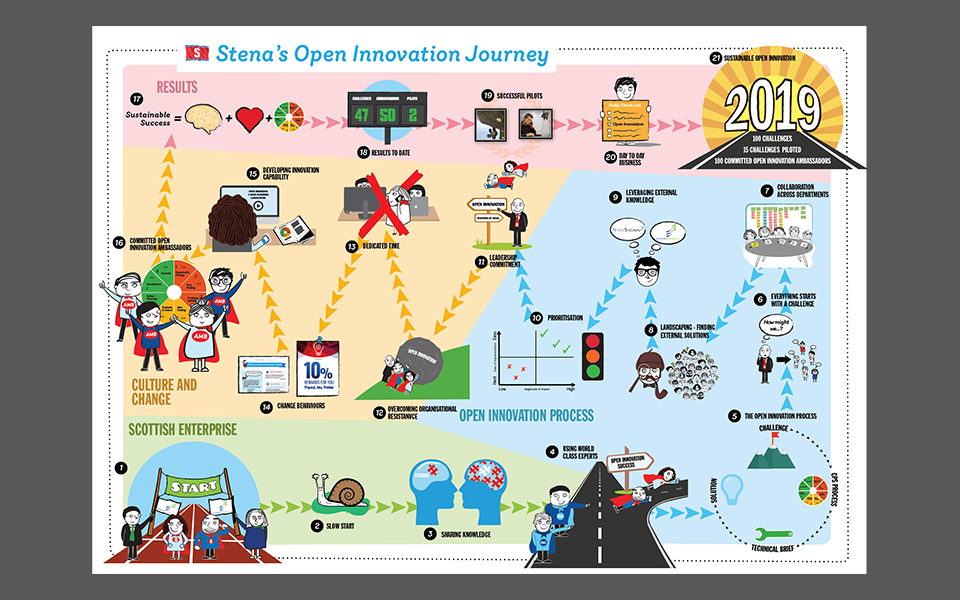 S
Stena's Open Innovation Journey
RESULTS
17
Sustainable
Success
=
+
+
CHALLENGES
PILOTS
47
50
2
18 RESULTS TO DATE
19 SUCCESSFUL PILOTS
Daily Check List
Open Innovation
20 DAY TO DAY
BUSINESS
21 SUSTAINABLE OPEN INNOVATION
2019
100 CHALLENGES
15 CHALLENGES PILOTED
100 COMMITTED OPEN INNOVATION AMBASSADORS
15 DEVELOPING INNOVATION
CAPABILITY
16 COMMITTED OPEN
INNOVATION AMBASSADORS
AMB
AMB
AMB
AMB
13 DEDICATED TIME
OPEN INNOVATION
11 LEADERSHIP
COMMITMENT
9 LEVERAGING EXTERNAL
KNOWLEDGE
7 COLLABORATION
ACROSS DEPARTMENTS
6 EVERYTHING STARTS
WITH A CHALLENGE
How might
we...?
10 PRIORITISATION
Easy
Low
Magnitude of Impact
High
8 LANDSCAPING - FINDING
EXTERNAL SOLUTIONS
CULTURE AND
CHANGE
10%
REWARDS FOR YOU
14 CHANGE BEHAVIOURS
OPEN INNOVATION
12 OVERCOMING ORGANISATIONAL
RESISTANVCE
OPEN INNOVATION PROCESS
5 THE OPEN INNOVATION PROCESS
CHALLENGE
OPS PROCESS
TECHNICAL BRIEF
SOLUTION
SCOTTISH ENTERPRISE
1
START
2 SLOW START
3 SHARING KNOWLEDGE
4 USING WORLD
CLASS EXPERTS
OPEN INNOVATION
SUCCESS